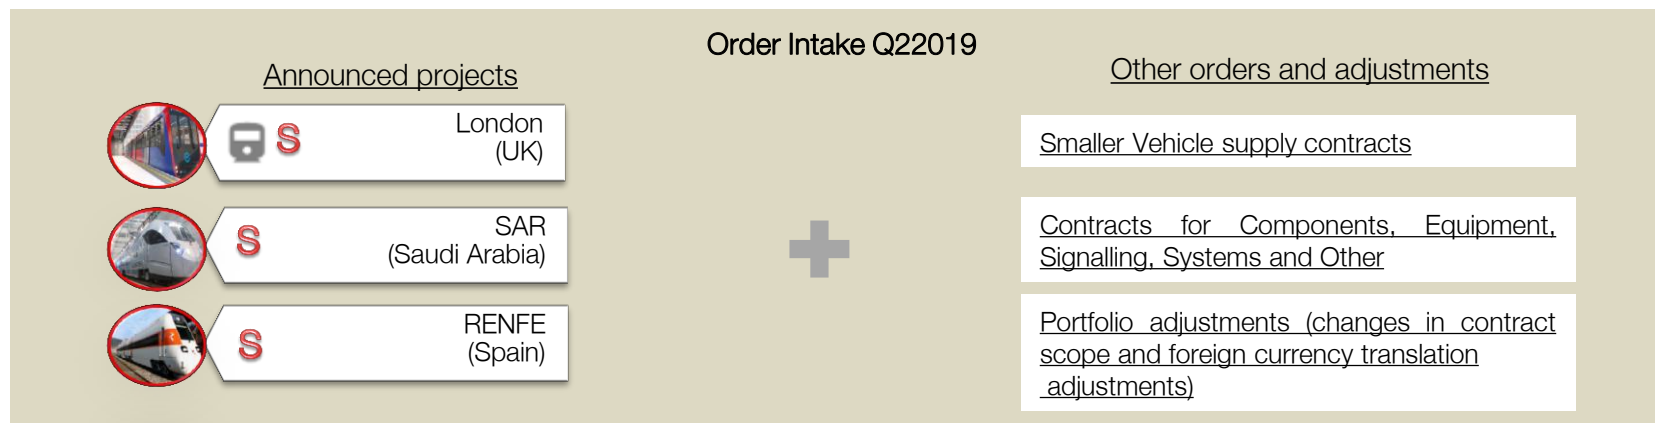 Order Intake Q22019
Announced projects
S
London
(UK)
S
SAR
(Saudi Arabia)
S
RENFE
(Spain)
Other orders and adjustments
Smaller Vehicle supply contracts
Contracts for Components, Equipment,
Signalling, Systems and Other
Portfolio adjustments (changes in contract
scope and foreign currency translation
adjustments)